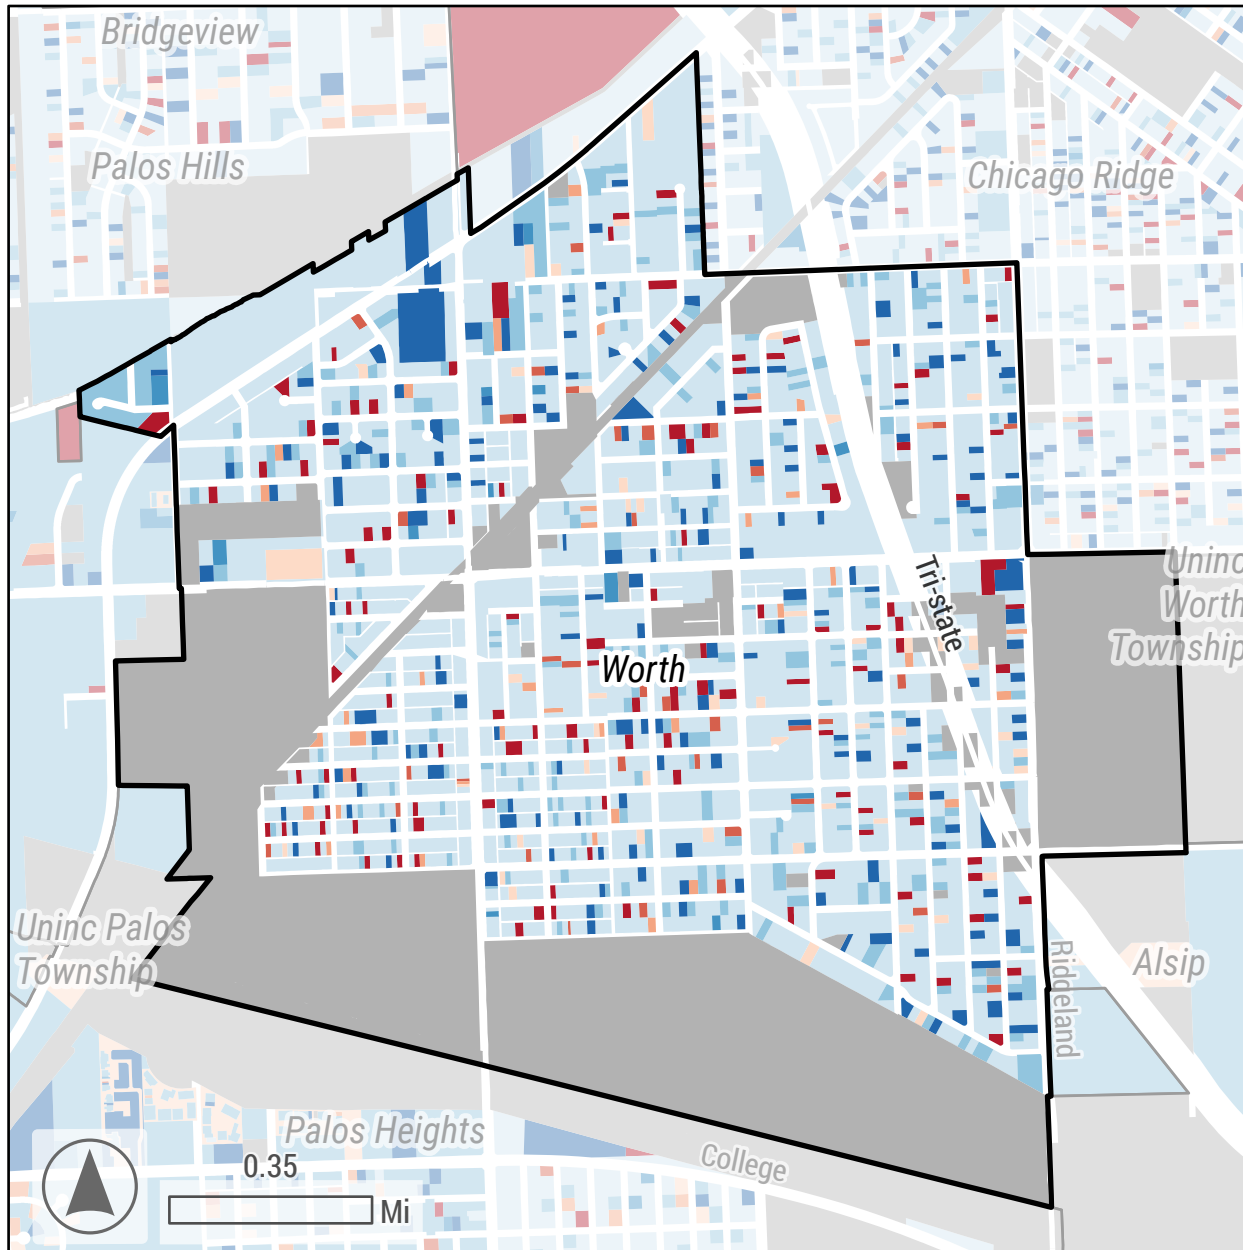 Bridgeview
Palos Hills
Chicago Ridge
Tri-state
Uninc
Worth
Township
Worth
Uninc Palos
Township
Riddeland
Alsip
Palos Heights
College
0.35
Mi